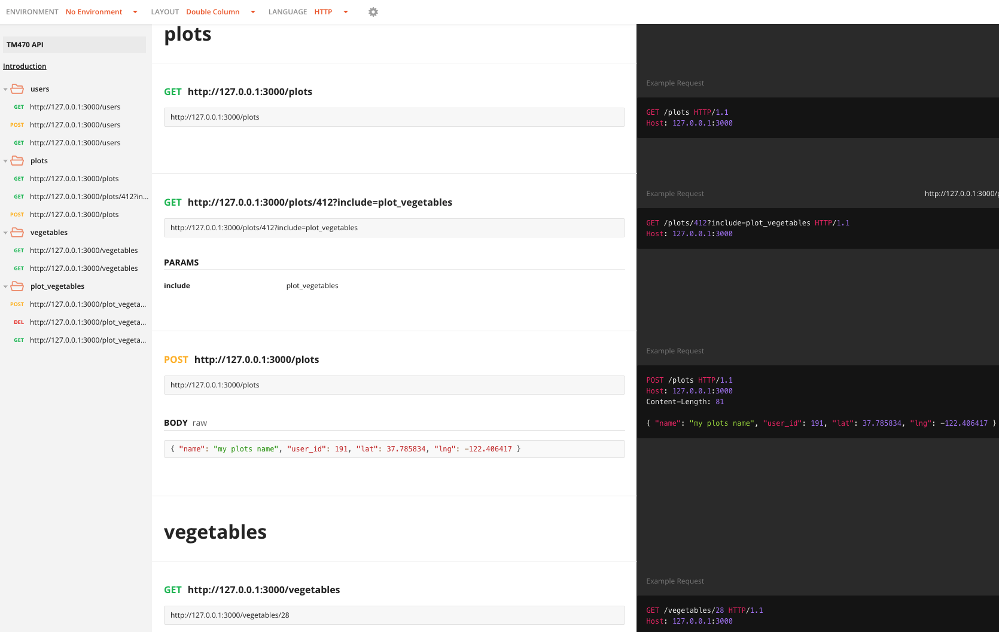 ENVIRONMENT No Environment LAYOUT Double Column LANGUAGE HTTP
TM470 API
Introduction
users
GET http://127.0.0.1:3000/users
POST http://127.0.0.1:3000/users
GET http://127.0.0.1:3000/users
plots
GET http://127.0.0.1:3000/plots
GET http://127.0.0.1:3000/plots/412?in...
POST http://127.0.0.1:3000/plots
vegetables
GET http://127.0.0.1:3000/vegetables
GET http://127.0.0.1:3000/vegetables
plot_vegetables
POST http://127.0.0.1:3000/plot_vegeta...
DEL http://127.0.0.1:3000/plot_vegeta...
GET http://127.0.0.1:3000/plot_vegeta...
plots
GET http://127.0.0.1:3000/plots
http://127.0.0.1:3000/plots
GET http://127.0.0.1:3000/plots/412?include=plot_vegetables
http://127.0.0.1:3000/plots/412?include=plot_vegetables
PARAMS
include plot_vegetables
POST http://127.0.0.1:3000/plots
http://127.0.0.1:3000/plots
BODY raw
{ "name": "my plots name", "user_id": 191, "lat": 37.785834, "lng": -122.406417 }
vegetables
GET http://127.0.0.1:3000/vegetables
http://127.0.0.1:3000/vegetables/28
Example Request
GET /plots HTTP/1.1
Host: 127.0.0.1:3000
Example Request http://127.0.0.1:3000/p
GET /plots/412?include=plot_vegetables HTTP/1.1
Host: 127.0.0.1:3000
Example Request
POST /plots HTTP/1.1
Host: 127.0.0.1:3000
Content-Length: 81
{ "name": "my plots name", "user_id": 191, "lat": 37.785834, "lng": -122.406417 }
Example Request
GET /vegetables/28 HTTP/1.1
Host: 127.0.0.1:3000